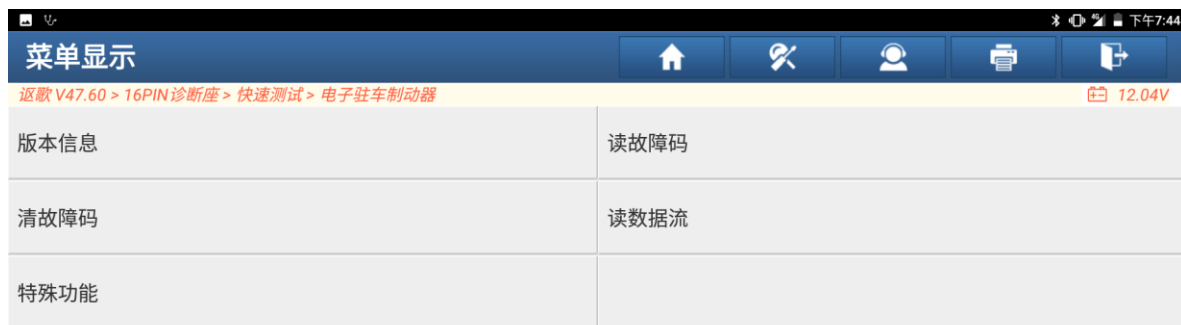 下午7:44
菜单显示
讴歌 V47.60 > 16PIN诊断座 > 快速测试 > 电子驻车制动器 12.04V
版本信息 读故障码
清故障码 读数据流
特殊功能